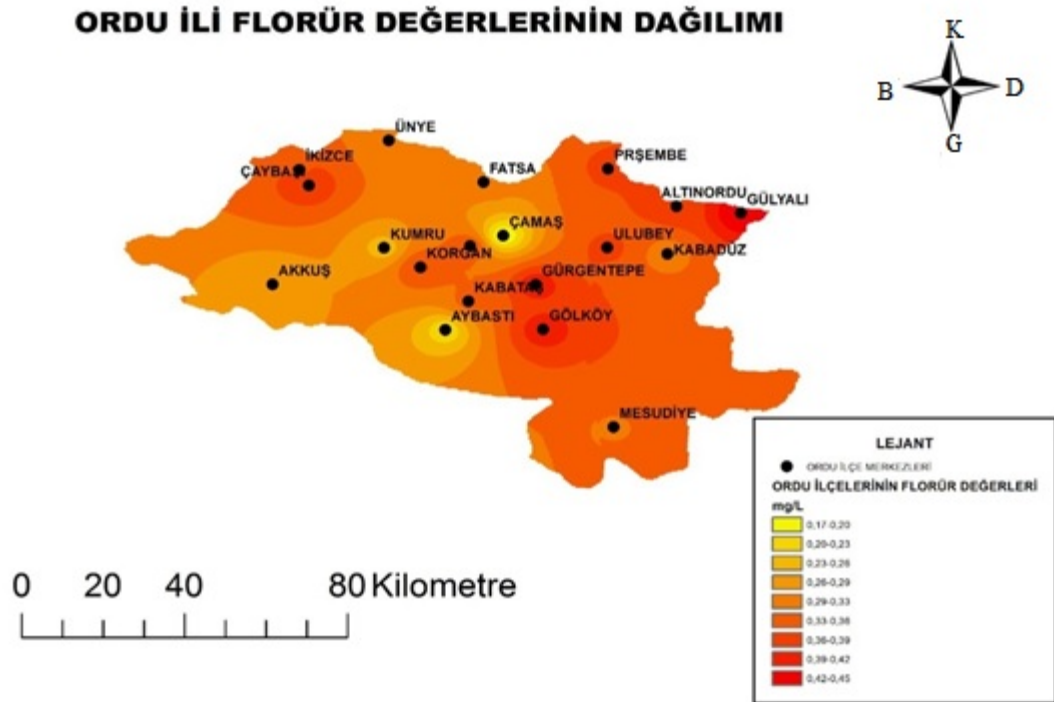 ORDU İLİ FLORÜR DEĞERLERİNİN DAĞILIMI
K
B D
G
ÜNYE
İKİZCE
ÇAYBAŞI
FATSA
PRŞEMBE
ALTINORDU
GÜLYALI
ÇAMAŞ
KUMRU
KORGAN
ULUBEY
KABADÜZ
AKKUŞ
GÜRGENTEPE
KABATAŞ
AYBASTI
GÖLKÖY
MESUDİYE
LEJANT
ORDU İLÇE MERKEZLERİ
ORDU İLÇELERİNİN FLORÜR DEĞERLERİ
mg/L
0,17-0,20
0,20-0,23
0,23-0,26
0,26-0,29
0,29-0,33
0,33-0,36
0,36-0,39
0,39-0,42
0,42-0,45
0 20 40 80 Kilometre